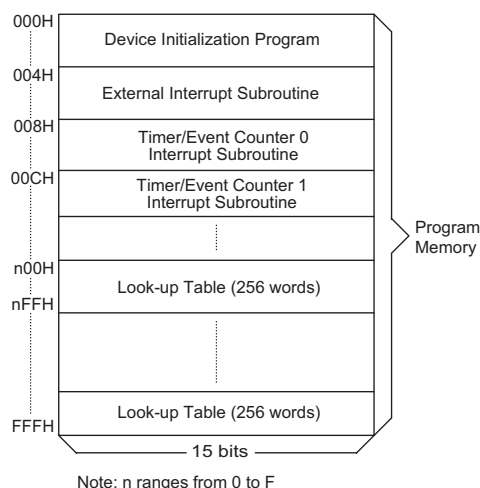 000H
Device Initialization Program
004H
External Interrupt Subroutine
008H
Timer/Event Counter 0
Interrupt Subroutine
00CH
Timer/Event Counter 1
Interrupt Subroutine
Program
Memory
n00H
Look-up Table (256 words)
nFFH
Look-up Table (256 words)
FFFH
15 bits
Note: n ranges from 0 to F